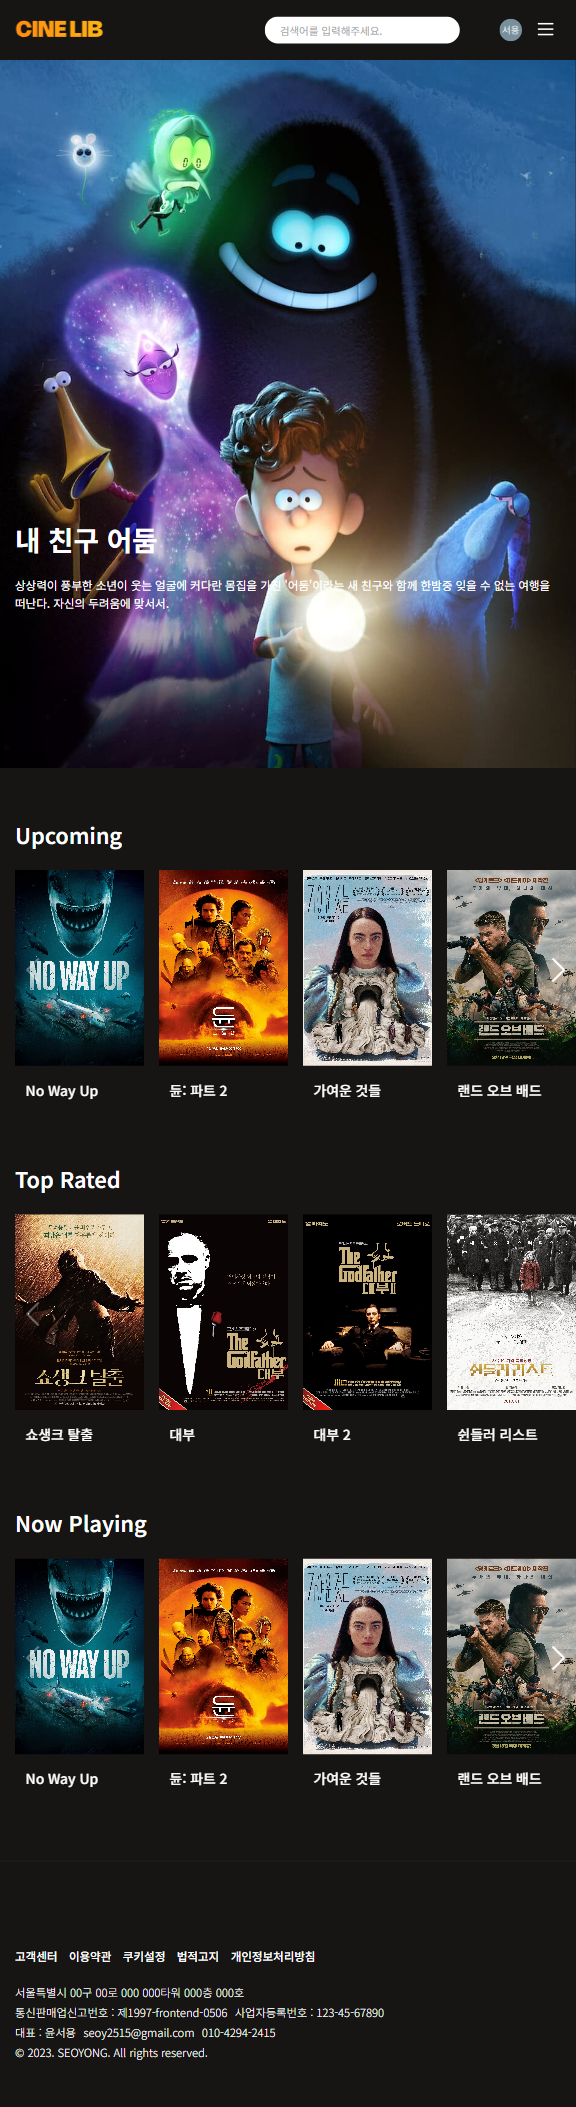 CINE LIB
검색어를 입력해주세요.
서용
내 친구 어둠
상상력이 풍부한 소년이 웃는 얼굴에 커다란 몸집을 가진 '어둠'이라는 새 친구와 함께 한밤중 잊을 수 없는 여행을
떠난다. 자신의 두려움에 맞서서.
Upcoming
NO WAY UP
듄
랜드 오브 배드
No Way Up
듄: 파트 2
가여운 것들
랜드 오브 배드
Top Rated
쇼생크 탈출
The Godfather
대부
The Godfather
대부 II
쉰들러 리스트
쇼생크 탈출
대부
대부 2
쉰들러 리스트
Now Playing
NO WAY UP
듄
랜드 오브 배드
No Way Up
듄: 파트 2
가여운 것들
랜드 오브 배드
고객센터 이용약관 쿠키설정 법적고지 개인정보처리방침
서울특별시 00구 00로 000 000타워 000층 000호
통신판매업신고번호 : 제1997-frontend-0506 사업자등록번호 : 123-45-67890
대표 : 윤서용 seoy2515@gmail.com 010-4294-2415
© 2023. SEOYONG. All rights reserved.